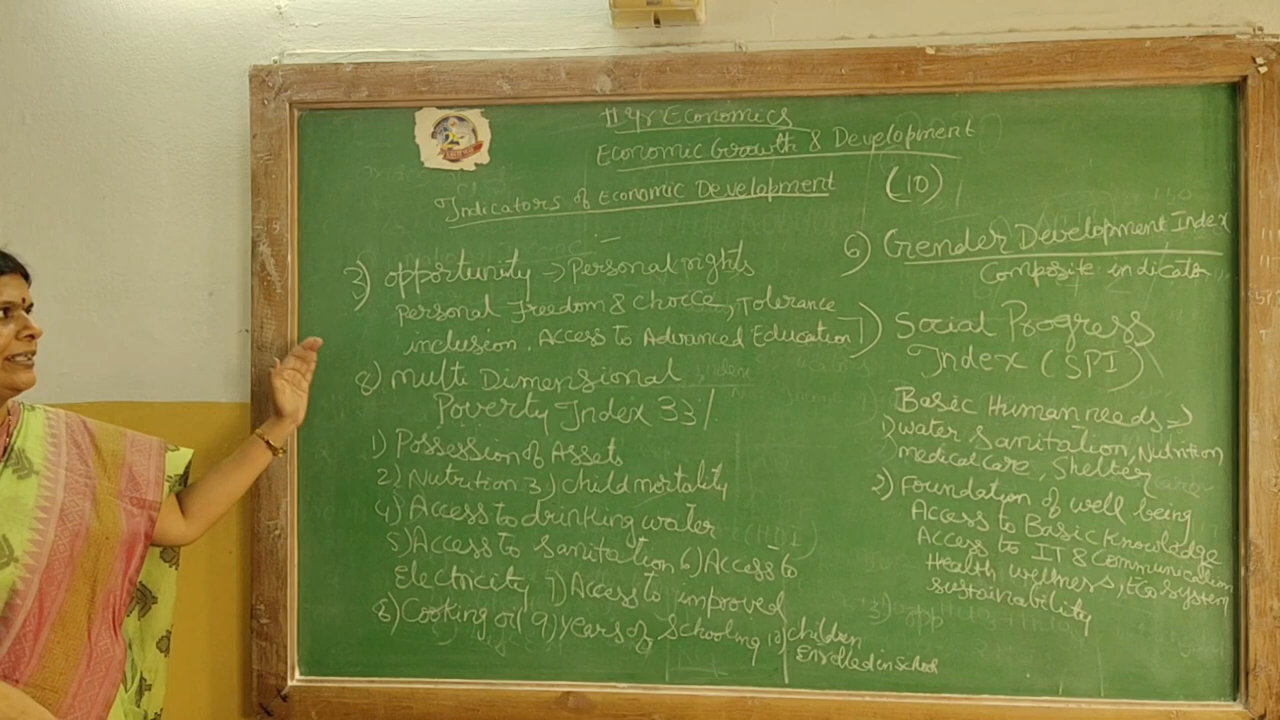 II yr Economics
Economic Growth & Development
Indicators of Economic Development (10)
3) opportunity → Personal rights
Personal Freedom & choice, Tolerance
inclusion, Access to Advanced Education
8) multi Dimensional
Poverty Index 33%
1) Possession of Assets
2) Nutrition 3) child mortality
4) Access to drinking water
5) Access to Sanitation 6) Access to
Electricity 7) Access to improved
8) Cooking oil 9) years of Schooling 10) children
Enrolled in school
6) Gender Development Index
Composite indicator
7) Social Progress
Index (SPI)
Basic Human needs →
1) water Sanitation, Nutrition
medical care, Shelter
2) Foundation of well being
Access to Basic Knowledge
Access to IT & Communication
Health wellness, Eco system
sustainability